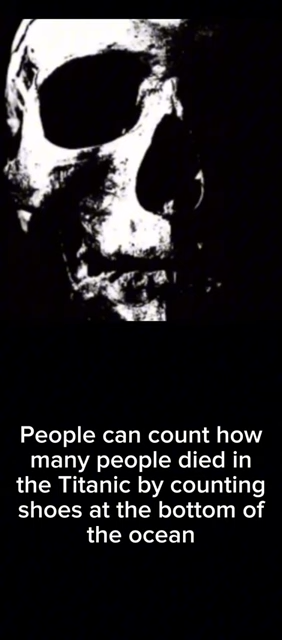 People can count how
many people died in
the Titanic by counting
shoes at the bottom of
the ocean